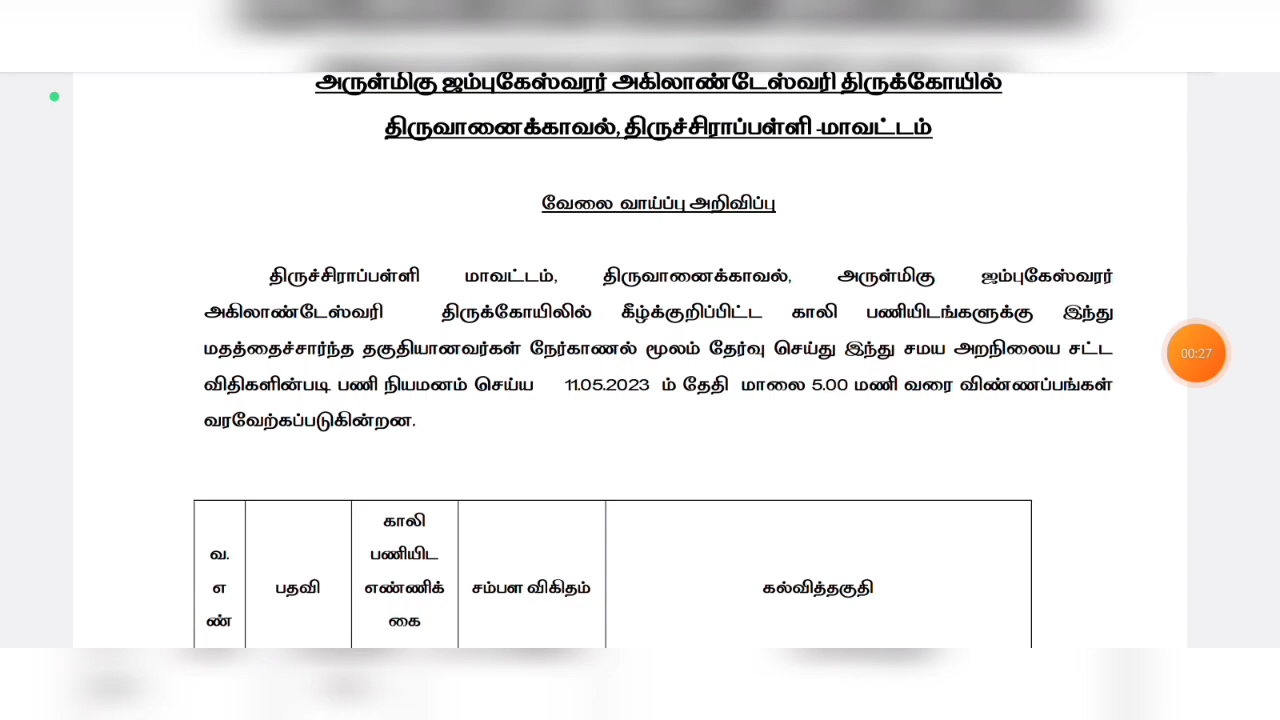 அருள்மிகு ஜம்புகேஸ்வரர் அகிலாண்டேஸ்வரி திருக்கோயில்
திருவானைக்காவல், திருச்சிராப்பள்ளி -மாவட்டம்
வேலை வாய்ப்பு அறிவிப்பு
திருச்சிராப்பள்ளி மாவட்டம், திருவானைக்காவல், அருள்மிகு ஜம்புகேஸ்வரர்
அகிலாண்டேஸ்வரி திருக்கோயிலில் கீழ்க்குறிப்பிட்ட காலி பணியிடங்களுக்கு இந்து
மதத்தைச்சார்ந்த தகுதியானவர்கள் நேர்காணல் மூலம் தேர்வு செய்து இந்து சமய அறநிலைய சட்ட
விதிகளின்படி பணி நியமனம் செய்ய 11.05.2023 ம் தேதி மாலை 5.00 மணி வரை விண்ணப்பங்கள்
வரவேற்கப்படுகின்றன.
00:27
வ.
எ
ண்
பதவி
காலி
பணியிட
எண்ணிக்
கை
சம்பள விகிதம்
கல்வித்தகுதி